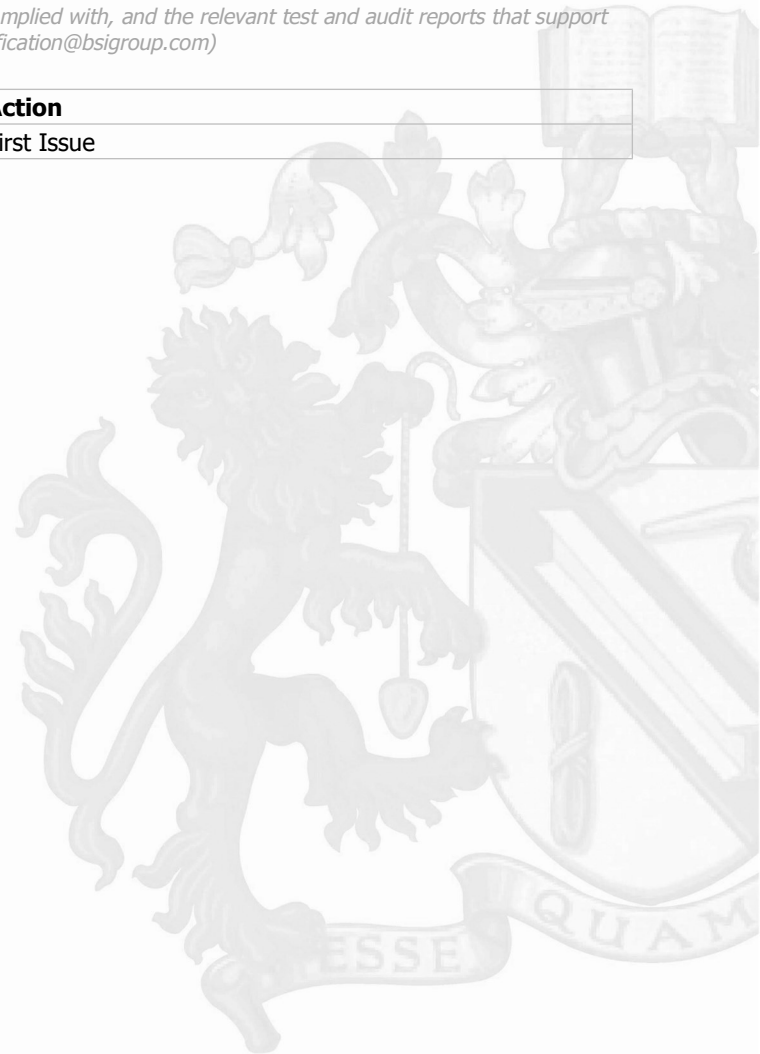 mplied with, and the relevant test and audit reports that support
fication@bsigroup.com)
Action
irst Issue
ESSE QUAM